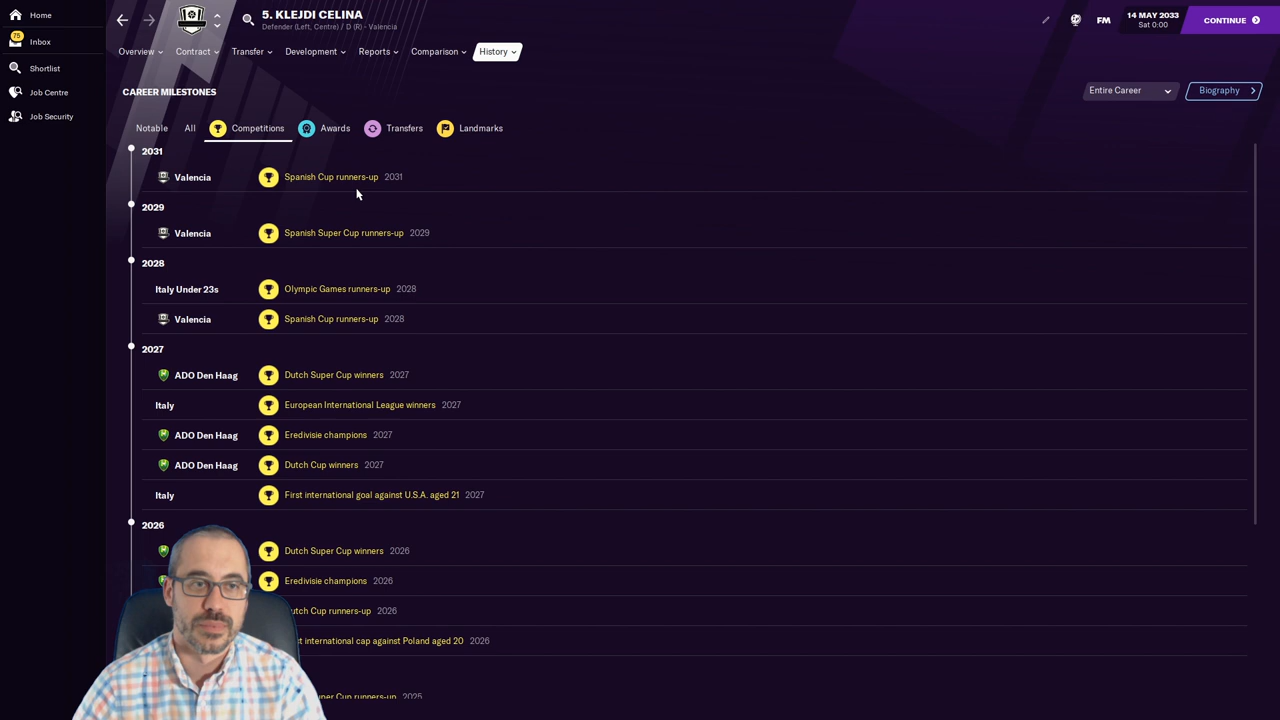 Home
75
Inbox
Shortlist
Job Centre
Job Security
5. KLEJDI CELINA
Defender (Left, Centre) / D (R) - Valencia
FM
14 MAY 2033
Sat 0:00
CONTINUE
Overview
Contract
Transfer
Development
Reports
Comparison
History
CAREER MILESTONES
Entire Career
Biography
Notable
All
Competitions
Awards
Transfers
Landmarks
2031
Valencia Spanish Cup runners-up 2031
2029
Valencia Spanish Super Cup runners-up 2029
2028
Italy Under 23s Olympic Games runners-up 2028
Valencia Spanish Cup runners-up 2028
2027
ADO Den Haag Dutch Super Cup winners 2027
Italy European International League winners 2027
ADO Den Haag Eredivisie champions 2027
ADO Den Haag Dutch Cup winners 2027
Italy First international goal against U.S.A. aged 21 2027
2026
Dutch Super Cup winners 2026
Eredivisie champions 2026
Cup runners-up 2026
international cap against Poland aged 20 2026
Cup runners-up 2025